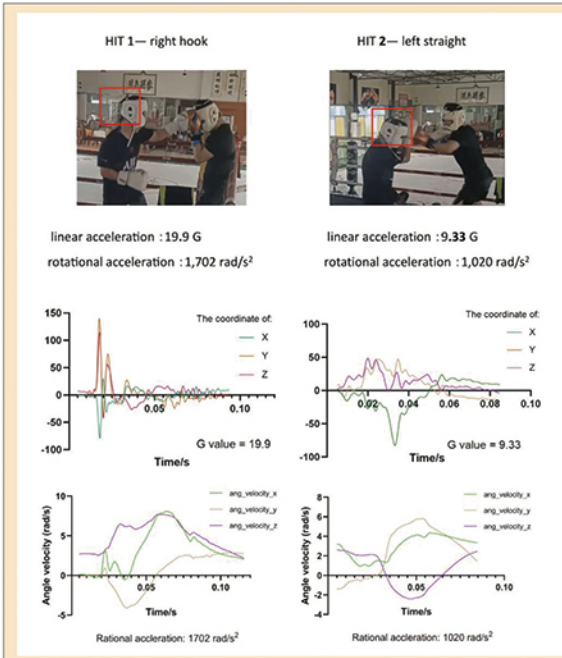 HIT 1— right hook
HIT 2— left straight
linear acceleration : 19.9 G
rotational acceleration : 1,702 rad/s²
linear acceleration : 9.33 G
rotational acceleration : 1,020 rad/s²
The coordinate of:
X
Y
Z
150
100
50
0
-50
-100
0.05
0.10
G value = 19.9
Time/s
The coordinate of:
X
Y
Z
100
50
0
-50
-100
0.02
0.04
0.06
0.08
0.10
G value = 9.33
Time/s
Angle velocity (rad/s)
10
5
0
-5
0.05
0.10
ang_velocity_x
ang_velocity_y
ang_velocity_z
Time/s
Rational accleration: 1702 rad/s²
Angle velocity (rad/s)
8
6
4
2
0
-2
-4
0.05
0.10
ang_velocity_x
ang_velocity_y
ang_velocity_z
Time/s
Rational accleration: 1020 rad/s²